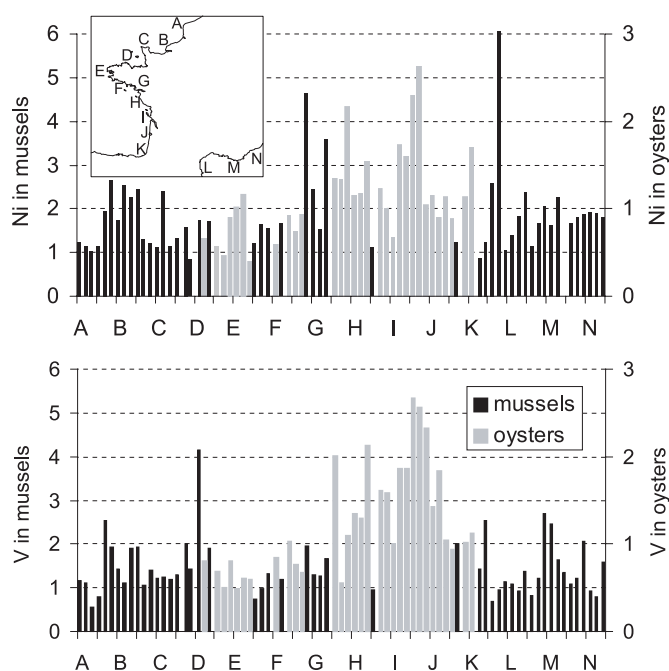 Ni in mussels
6
5
4
3
2
1
0
A
C B
D
E
F G
H
I
J
K
L M N
3
2
1
0
Ni in oysters
A B C D E F G H I J K L M N
V in mussels
6
5
4
3
2
1
0
mussels
oysters
3
2
1
0
V in oysters
A B C D E F G H I J K L M N